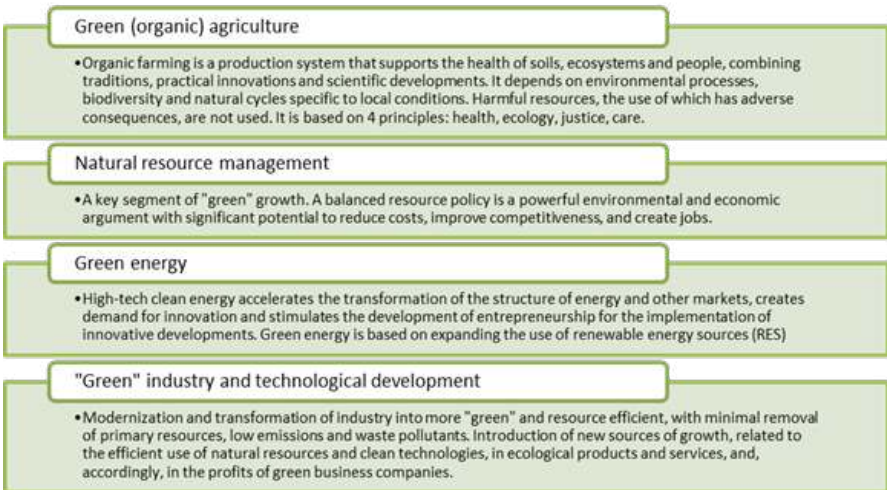 Green (organic) agriculture
•Organic farming is a production system that supports the health of soils, ecosystems and people, combining
traditions, practical innovations and scientific developments. It depends on environmental processes,
biodiversity and natural cycles specific to local conditions. Harmful resources, the use of which has adverse
consequences, are not used. It is based on 4 principles: health, ecology, justice, care.
Natural resource management
•A key segment of "green" growth. A balanced resource policy is a powerful environmental and economic
argument with significant potential to reduce costs, improve competitiveness, and create jobs.
Green energy
•High-tech clean energy accelerates the transformation of the structure of energy and other markets, creates
demand for innovation and stimulates the development of entrepreneurship for the implementation of
innovative developments. Green energy is based on expanding the use of renewable energy sources (RES)
"Green" industry and technological development
•Modernization and transformation of industry into more "green" and resource efficient, with minimal removal
of primary resources, low emissions and waste pollutants. Introduction of new sources of growth, related to
the efficient use of natural resources and clean technologies, in ecological products and services, and,
accordingly, in the profits of green business companies.